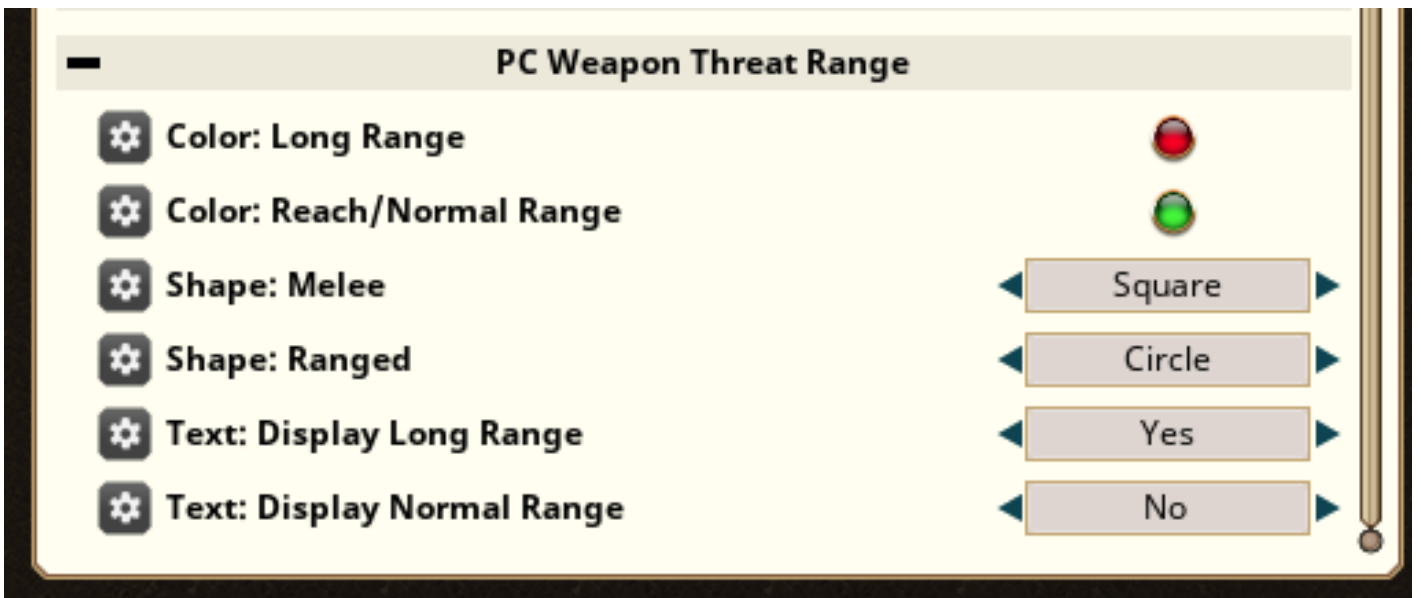 PC Weapon Threat Range
Color: Long Range
Color: Reach/Normal Range
Shape: Melee Square
Shape: Ranged Circle
Text: Display Long Range Yes
Text: Display Normal Range No